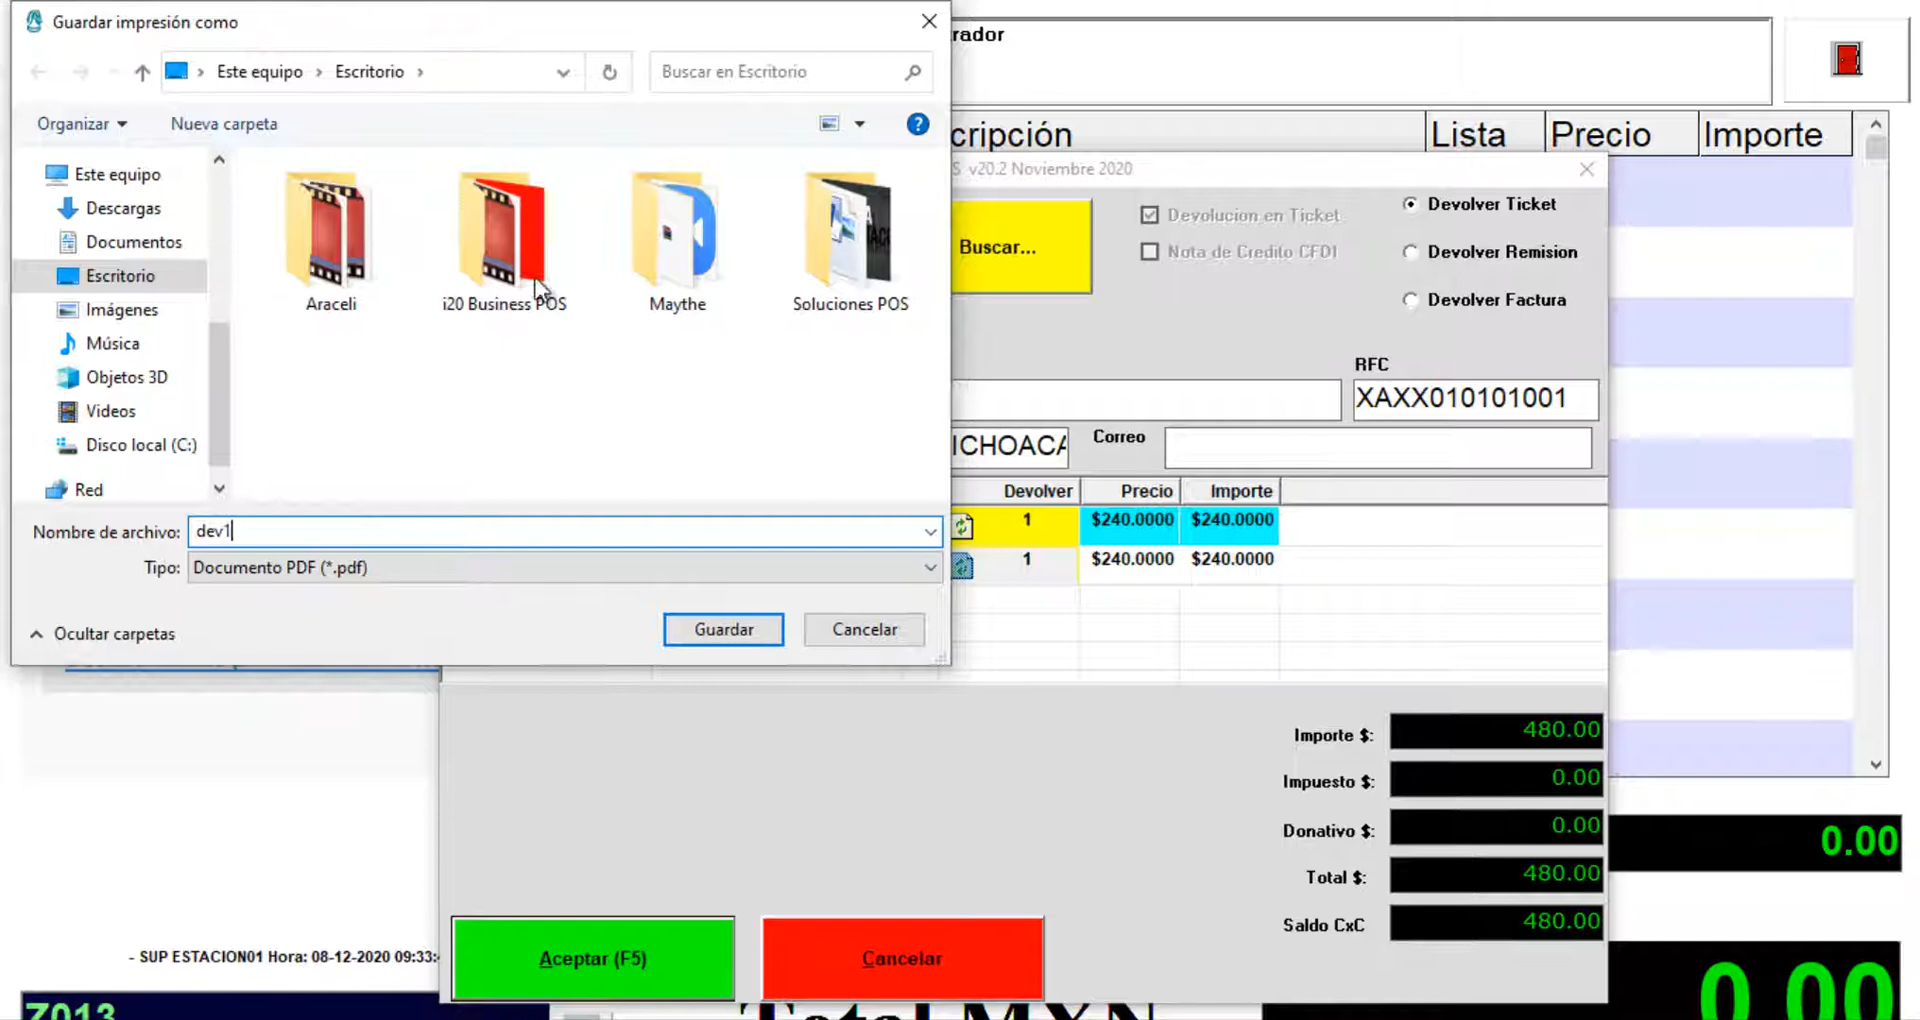 Guardar impresión como
Este equipo > Escritorio >
Buscar en Escritorio
Organizar
Nueva carpeta
Este equipo
Descargas
Documentos
Escritorio
Imágenes
Música
Objetos 3D
Videos
Disco local (C:)
Red
Araceli
i20 Business POS
Maythe
Soluciones POS
Nombre de archivo: dev1
Tipo: Documento PDF (*.pdf)
Ocultar carpetas
Guardar
Cancelar
rador
cripción
Lista
Precio
Importe
S v20.2 Noviembre 2020
Buscar...
Devolucion en Ticket
Nota de Credito CFDI
Devolver Ticket
Devolver Remision
Devolver Factura
RFC
XAXX010101001
ICHOACA
Correo
Devolver Precio Importe
1 $240.0000 $240.0000
1 $240.0000 $240.0000
Importe $: 480.00
Impuesto $: 0.00
Donativo $: 0.00
Total $: 480.00
Saldo CxC 480.00
Aceptar (F5)
Cancelar
0.00
- SUP ESTACION01 Hora: 08-12-2020 09:33:
Z013
Total MXN
0.00